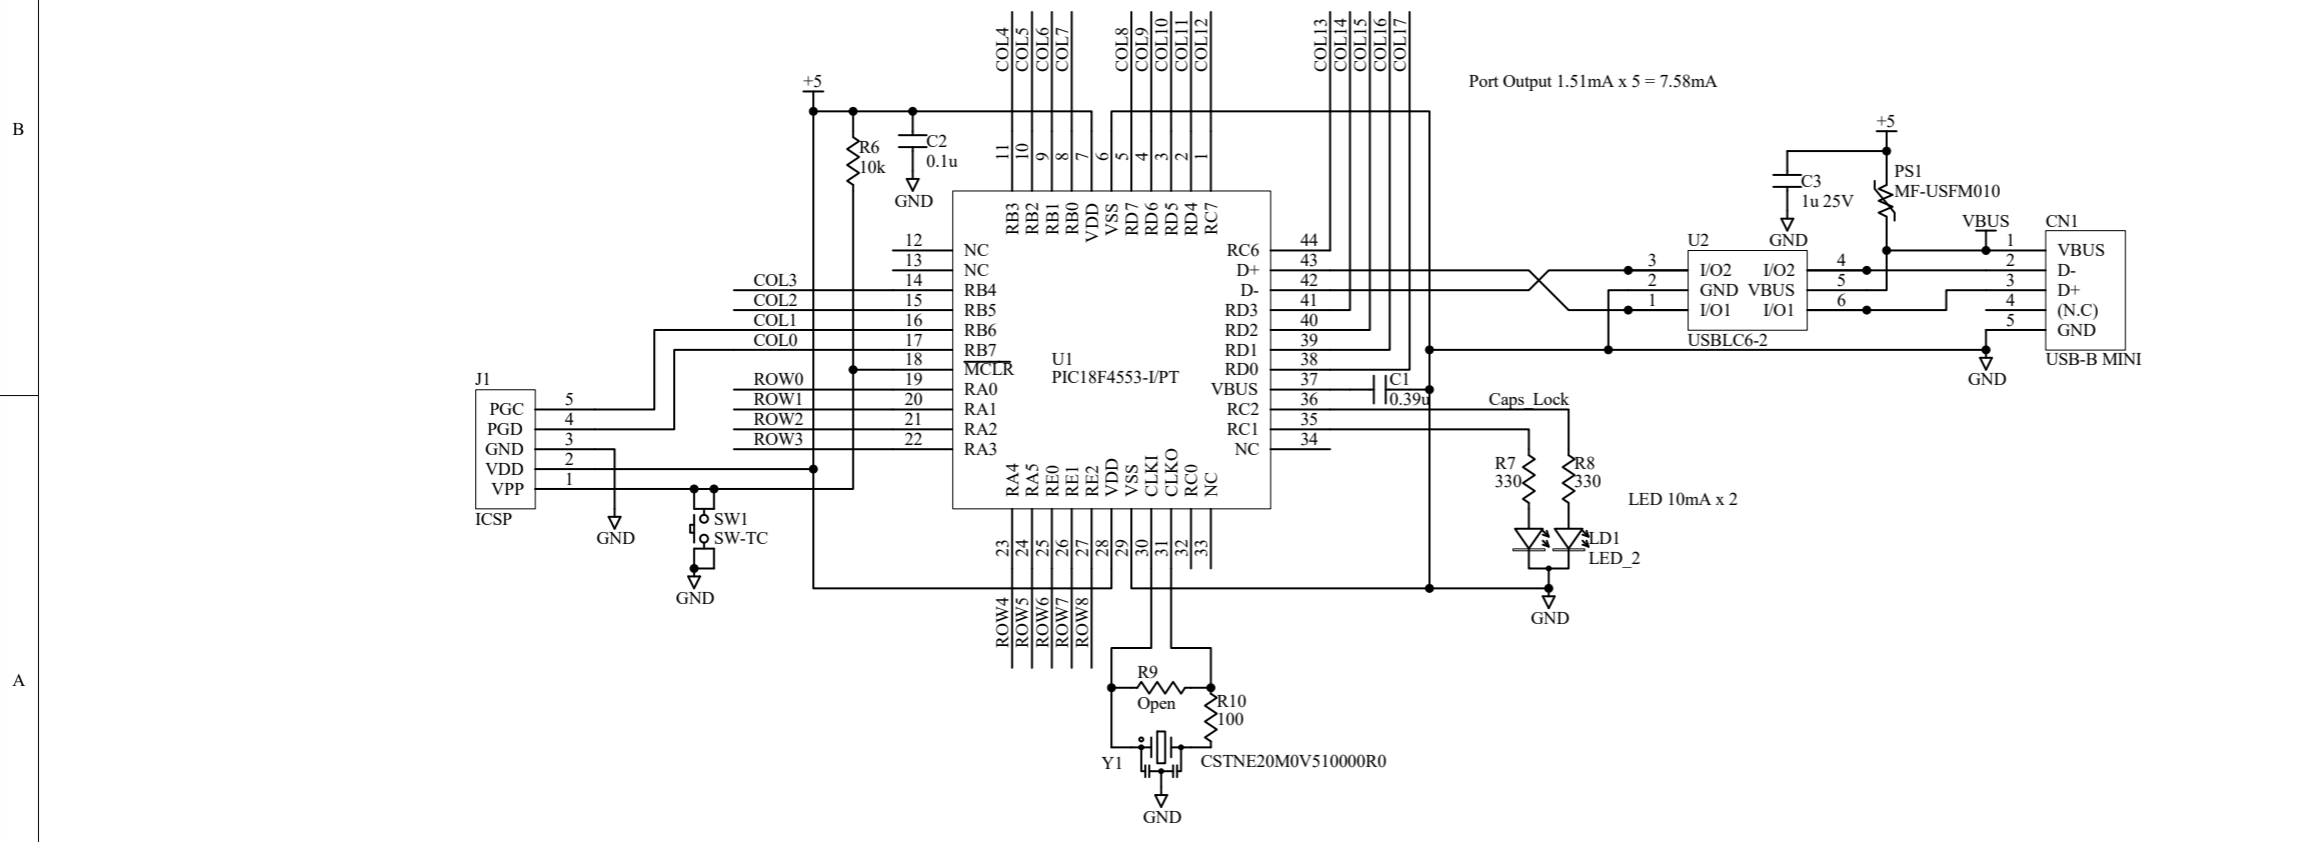 B
A
COL4
COL5
COL6
COL7
COL8
COL9
COL10
COL11
COL12
COL13
COL14
COL15
COL16
COL17
Port Output 1.51mA x 5 = 7.58mA
+5
R6
10k
C2
0.1u
GND
11
10
9
8
7
6
5
4
3
2
1
RB3
RB2
RB1
RB0
VDD
VSS
RD7
RD6
RD5
RD4
RC7
12 NC
13 NC
COL3 14 RB4
COL2 15 RB5
COL1 16 RB6
COL0 17 RB7
18 MCLR
ROW0 19 RA0
ROW1 20 RA1
ROW2 21 RA2
ROW3 22 RA3
U1
PIC18F4553-I/PT
RC6 44
D+ 43
D- 42
RD3 41
RD2 40
RD1 39
RD0 38
VBUS 37
RC2 36
RC1 35
NC 34
C1
0.39u
Caps_Lock
RA4
RA5
RE0
RE1
RE2
VDD
VSS
CLKI
CLKO
RC0
NC
23
24
25
26
27
28
29
30
31
32
33
ROW4
ROW5
ROW6
ROW7
ROW8
J1
PGC 5
PGD 4
GND 3
VDD 2
VPP 1
ICSP
GND
SW1
SW-TC
GND
R9
Open
R10
100
Y1
CSTNE20M0V510000R0
GND
R7
330
R8
330
LED 10mA x 2
LD1
LED_2
GND
+5
C3
1u 25V
GND
PS1
MF-USFM010
U2
3 I/O2 I/O2 4
2 GND VBUS 5
1 I/O1 I/O1 6
USBLC6-2
VBUS
CN1
1 VBUS
2 D-
3 D+
4 (N.C)
5 GND
USB-B MINI
GND